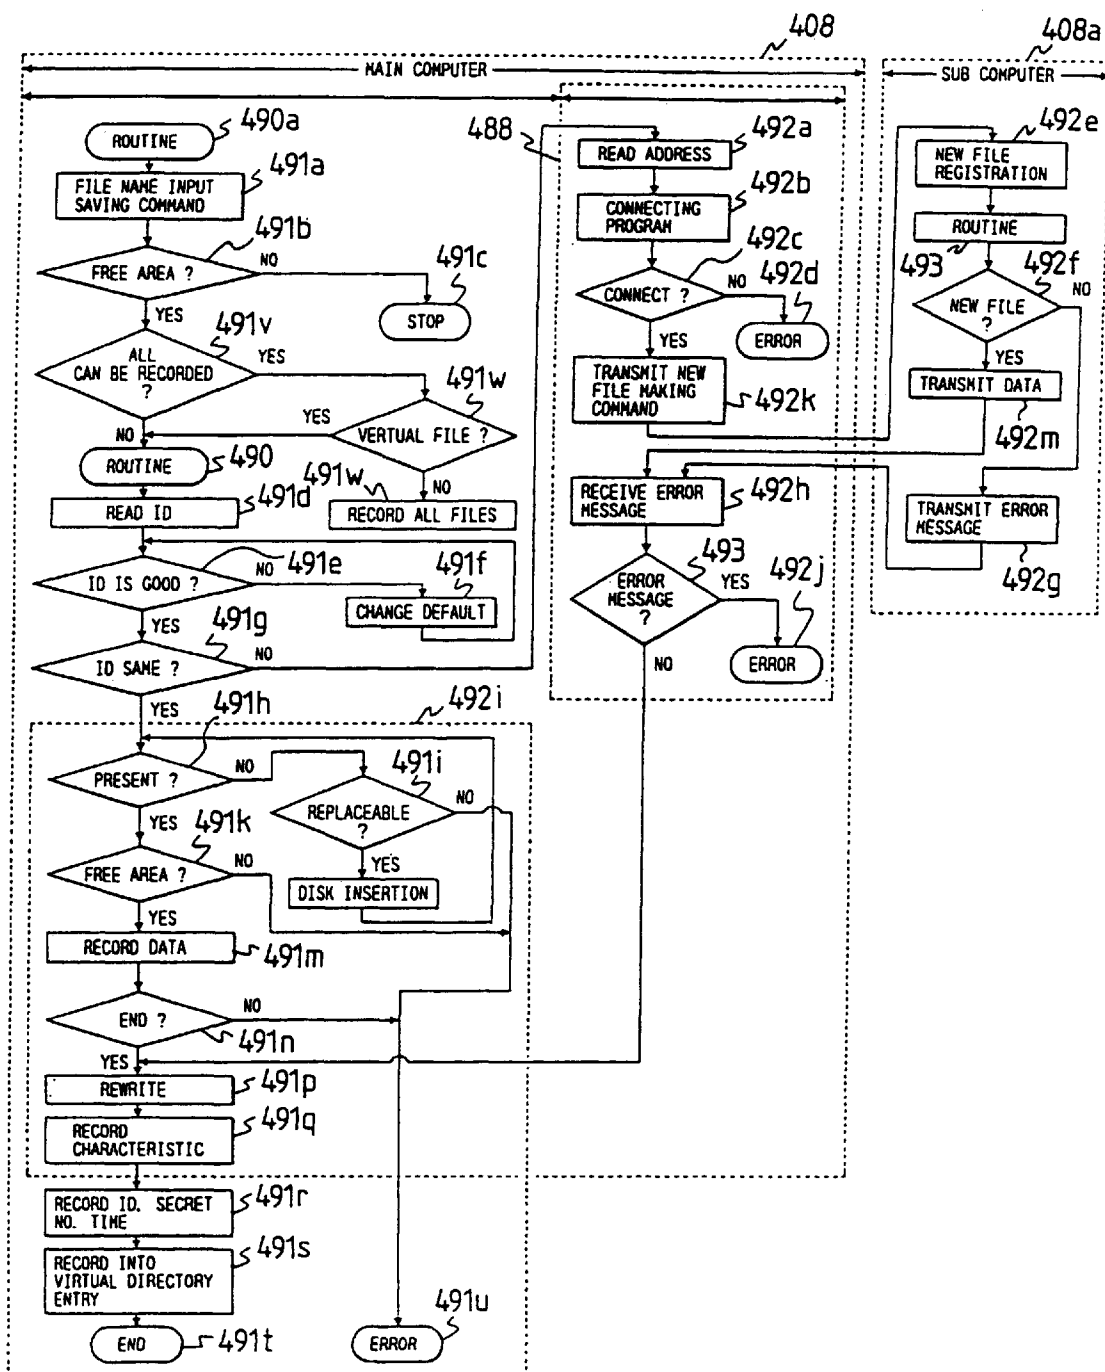 408
408a
MAIN COMPUTER
SUB COMPUTER
490a
ROUTINE
491a
FILE NAME INPUT
SAVING COMMAND
491b
FREE AREA ?
NO
491c
STOP
YES
491v
ALL
CAN BE RECORDED
?
YES
491w
VERTUAL FILE ?
YES
NO
NO
491w
RECORD ALL FILES
ROUTINE
490
491d
READ ID
491e
ID IS GOOD ?
NO
491f
CHANGE DEFAULT
YES
491g
ID SAME ?
NO
YES
488
492a
READ ADDRESS
492b
CONNECTING
PROGRAM
492c
CONNECT ?
NO
492d
ERROR
YES
TRANSMIT NEW
FILE MAKING
COMMAND
492k
RECEIVE ERROR
MESSAGE
492h
493
ERROR
MESSAGE
?
YES
492j
ERROR
NO
492e
NEW FILE
REGISTRATION
ROUTINE
493
492f
NEW FILE
?
NO
YES
TRANSMIT DATA
492m
TRANSMIT ERROR
MESSAGE
492g
492i
491h
PRESENT ?
NO
491i
REPLACEABLE
?
NO
YES
DISK INSERTION
YES
491k
FREE AREA ?
NO
YES
RECORD DATA
491m
END ?
NO
491n
YES
REWRITE
491p
RECORD
CHARACTERISTIC
491q
RECORD ID. SECRET
NO. TIME
491r
RECORD INTO
VIRTUAL DIRECTORY
ENTRY
491s
END
491t
ERROR
491u